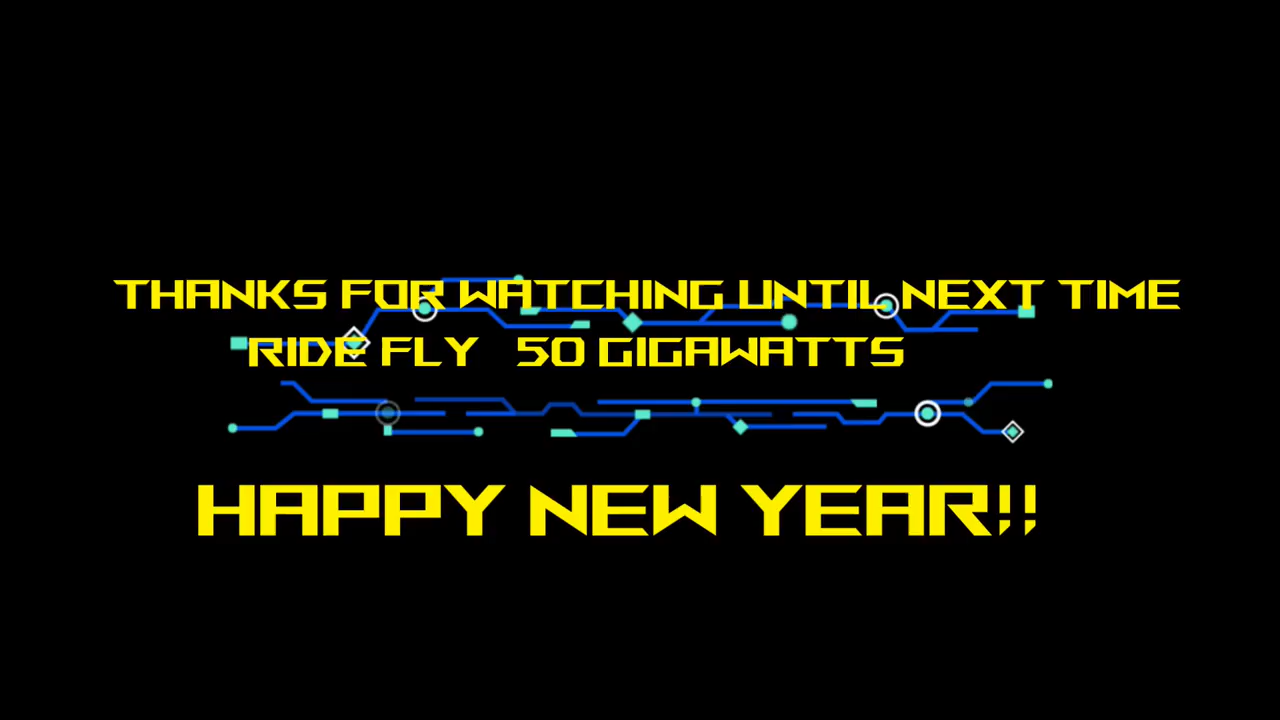 THANKS FOR WATCHING UNTIL NEXT TIME
RIDE FLY 50 GIGAWATTS
HAPPY NEW YEAR!!